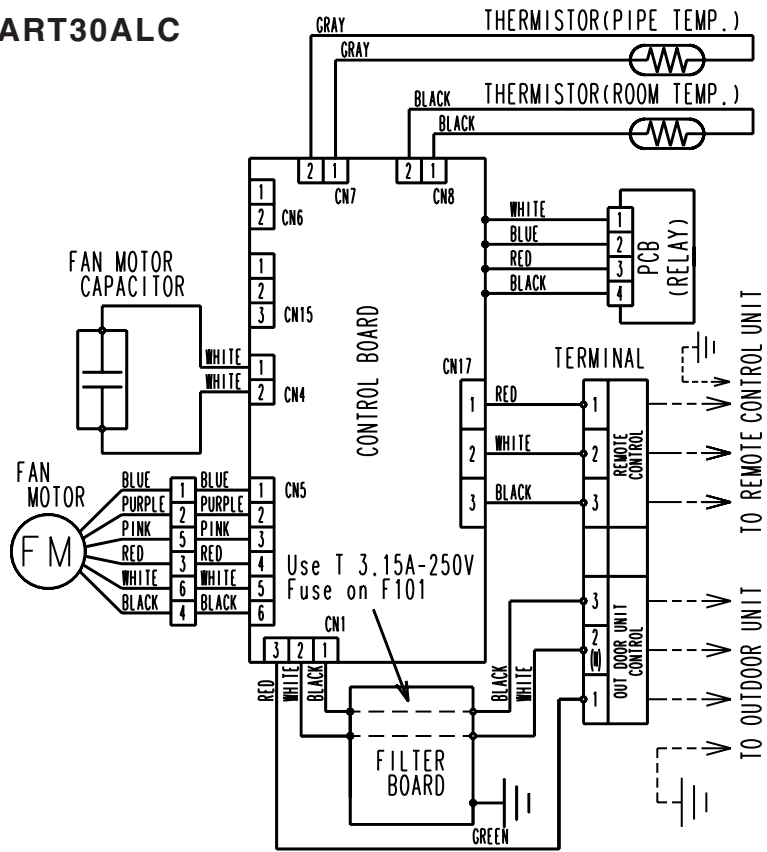 ART30ALC
GRAY
THERMISTOR(PIPE TEMP.)
GRAY
BLACK
THERMISTOR(ROOM TEMP.)
BLACK
2 1
CN7
2 1
CN8
1
2
CN6
WHITE
BLUE
RED
BLACK
1
2
3
4
PCB
(RELAY)
FAN MOTOR
CAPACITOR
1
2
3
CN15
WHITE
WHITE
1
2
CN4
CONTROL BOARD
CN17
1
2
3
RED
WHITE
BLACK
TERMINAL
1
2
3
REMOTE
CONTROL
TO REMOTE CONTROL UNIT
FAN
MOTOR
FM
BLUE 1 BLUE 1
PURPLE 2 PURPLE 2
PINK 5 PINK 3
RED 3 RED 4
WHITE 6 WHITE 5
BLACK 4 BLACK 6
CN5
Use T 3.15A-250V
Fuse on F101
CN1
3 2 1
RED
WHITE
BLACK
BLACK
WHITE
3
2
(N)
1
OUT DOOR UNIT
CONTROL
TO OUTDOOR UNIT
FILTER
BOARD
GREEN